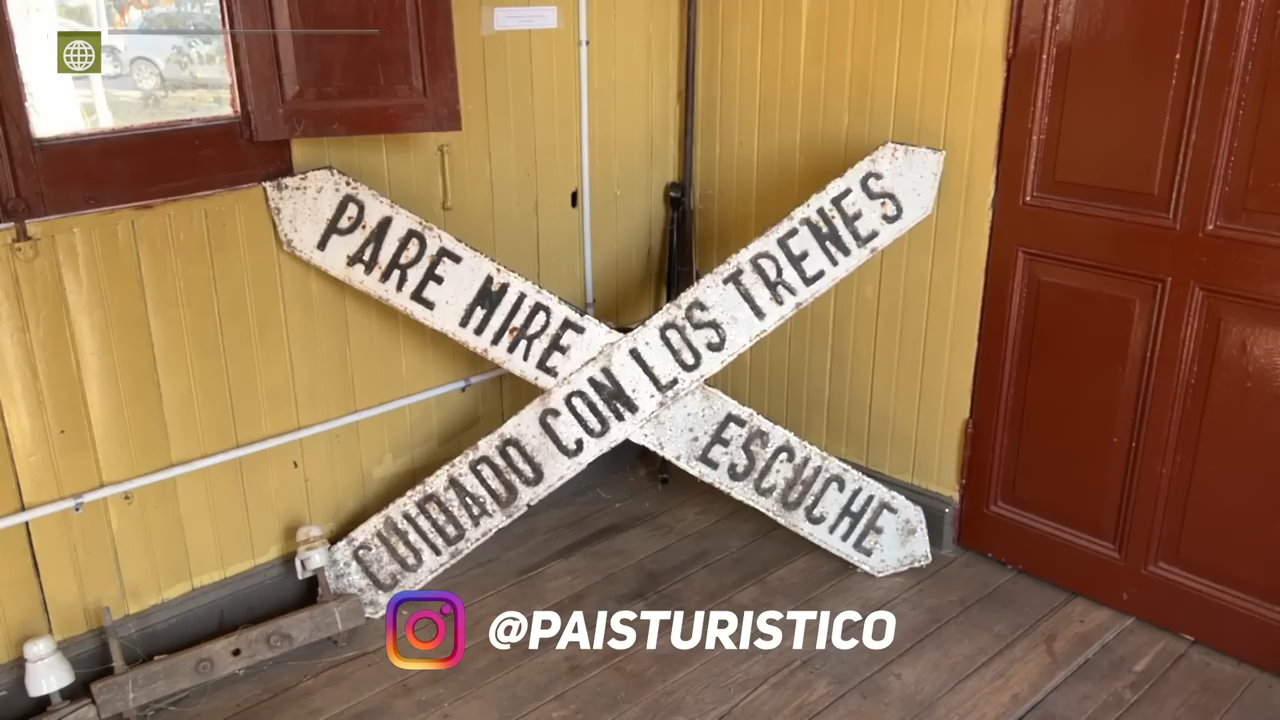 PARE MIRE ESCUCHE
CUIDADO CON LOS TRENES
@PAISTURISTICO